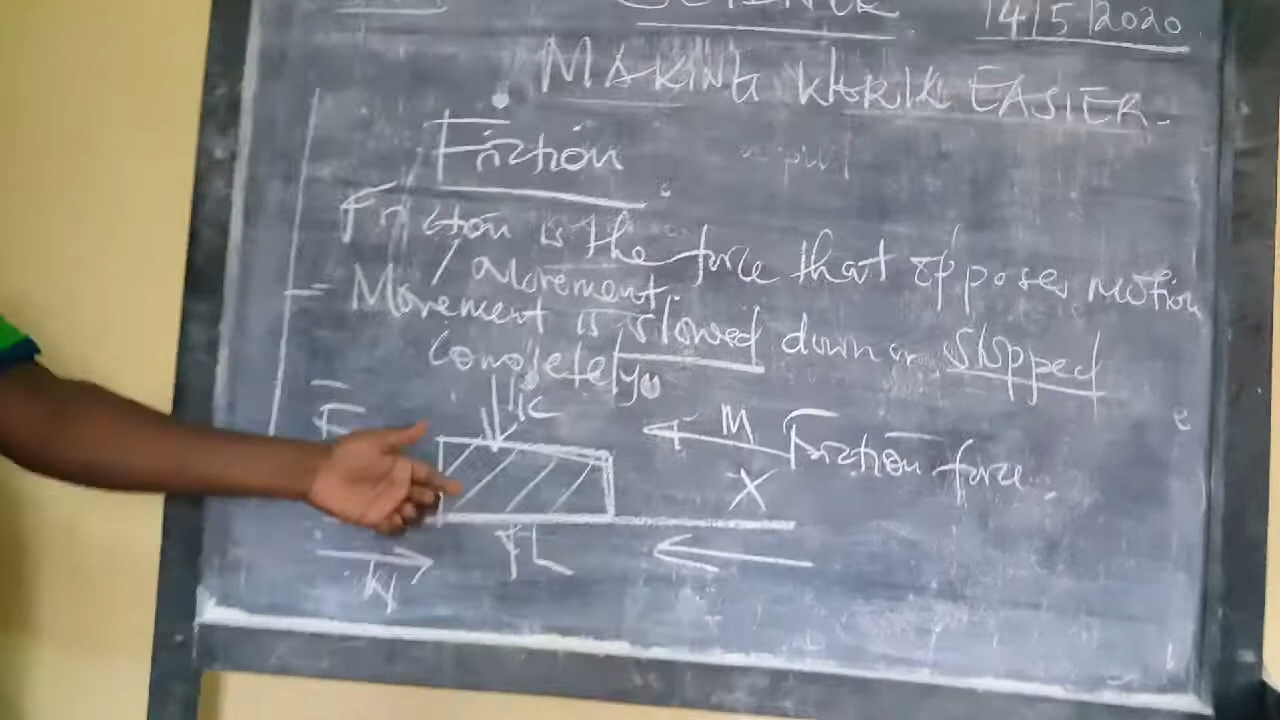 SCIENCE 14/5/2020
MAKING WORK EASIER.
Friction
Friction is the force that opposes motion
/ movement.
- Movement is slowed down or stopped
completely.
K
F
M Friction force.
X
L